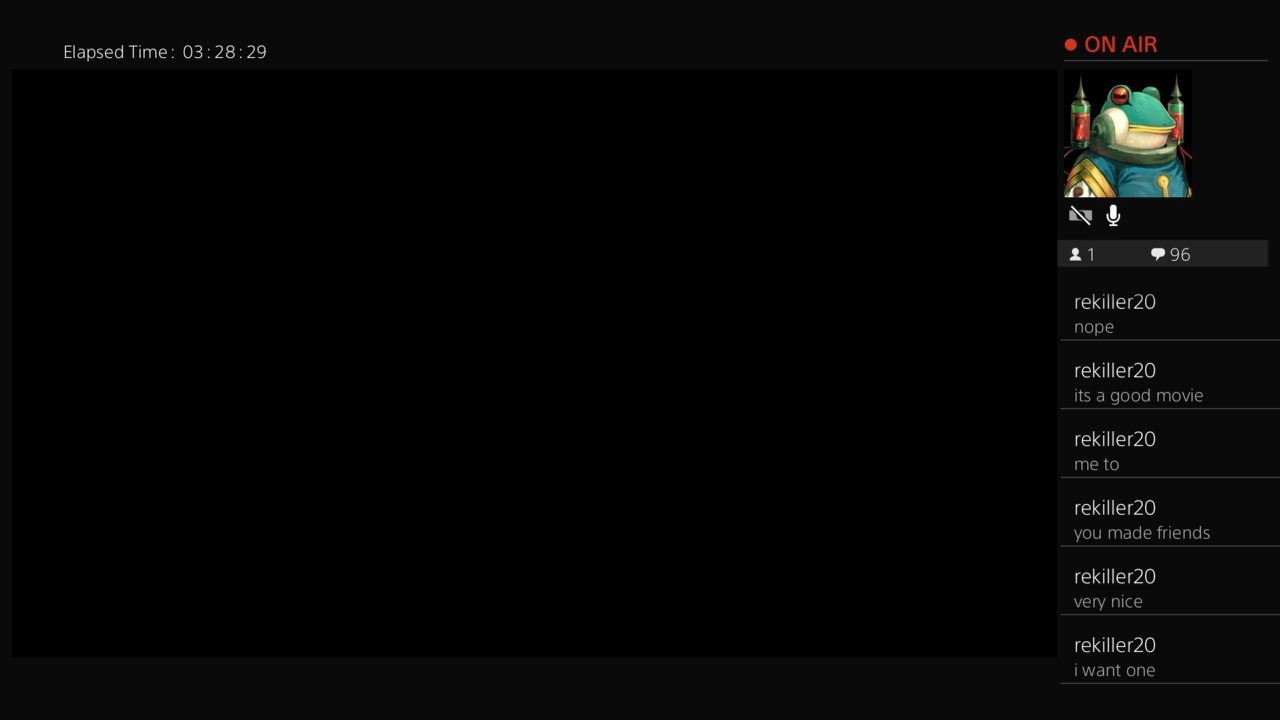 Elapsed Time: 03:28:29
ON AIR
1 96
rekiller20
nope
rekiller20
its a good movie
rekiller20
me to
rekiller20
you made friends
rekiller20
very nice
rekiller20
i want one